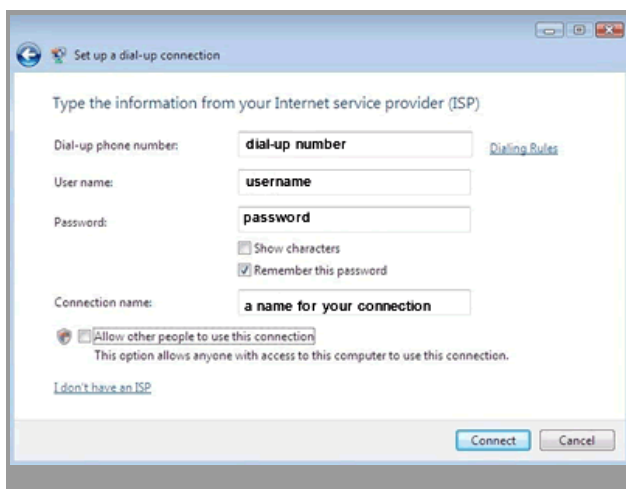 Set up a dial-up connection
Type the information from your Internet service provider (ISP)
Dial-up phone number: dial-up number Dialing Rules
User name: username
Password: password
Show characters
Remember this password
Connection name: a name for your connection
Allow other people to use this connection
This option allows anyone with access to this computer to use this connection.
I don't have an ISP
Connect Cancel